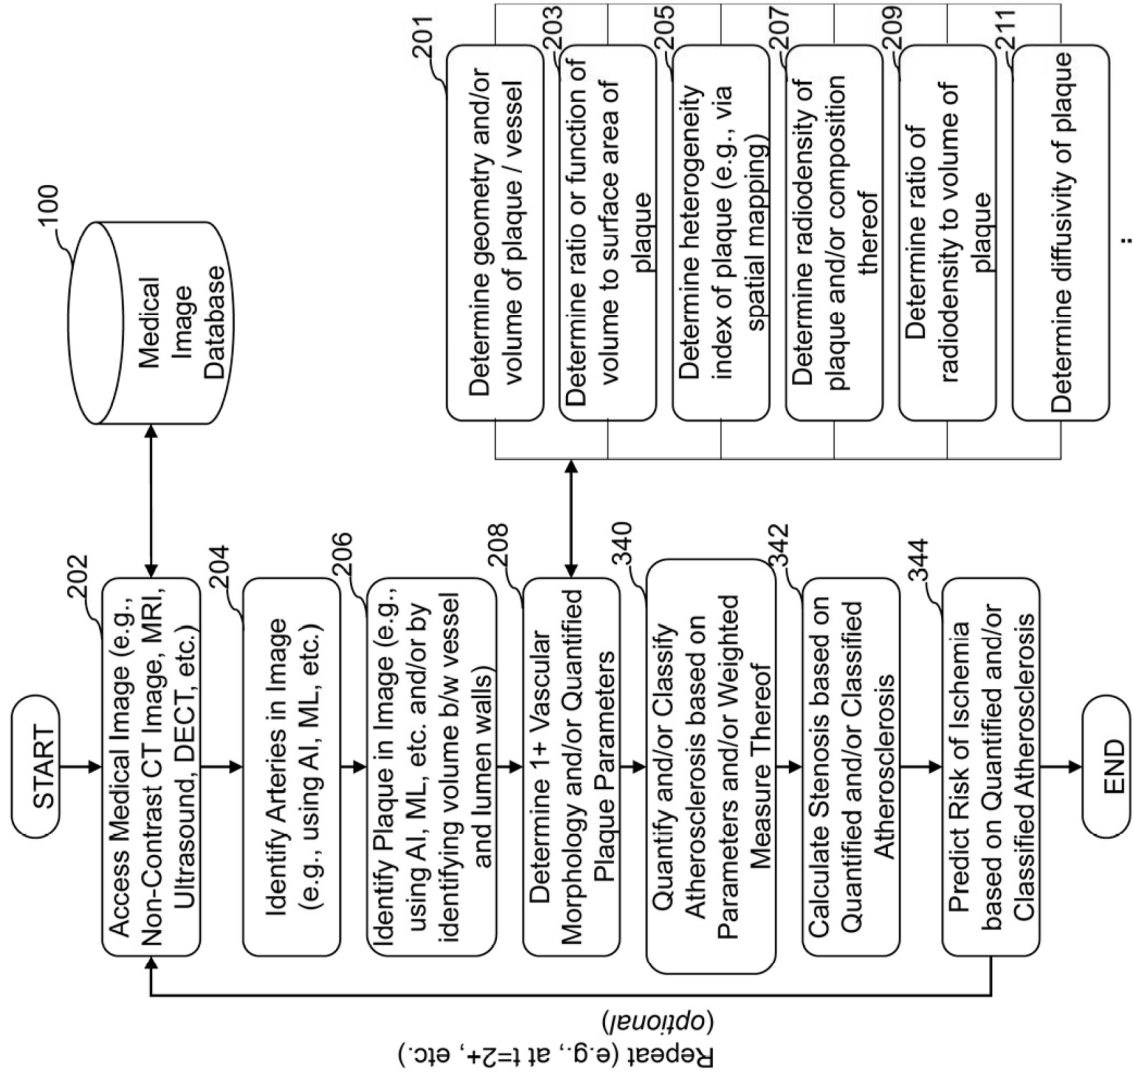 START
202
Access Medical Image (e.g.,
Non-Contrast CT Image, MRI,
Ultrasound, DECT, etc.)
100
Medical
Image
Database
204
Identify Arteries in Image
(e.g., using AI, ML, etc.)
206
Identify Plaque in Image (e.g.,
using AI, ML, etc. and/or by
identifying volume b/w vessel
and lumen walls)
208
Determine 1+ Vascular
Morphology and/or Quantified
Plaque Parameters
340
Quantify and/or Classify
Atherosclerosis based on
Parameters and/or Weighted
Measure Thereof
342
Calculate Stenosis based on
Quantified and/or Classified
Atherosclerosis
344
Predict Risk of Ischemia
based on Quantified and/or
Classified Atherosclerosis
END
Repeat (e.g., at t=2+, etc.)
(optional)
201
Determine geometry and/or
volume of plaque / vessel
203
Determine ratio or function of
volume to surface area of
plaque
205
Determine heterogeneity
index of plaque (e.g., via
spatial mapping)
207
Determine radiodensity of
plaque and/or composition
thereof
209
Determine ratio of
radiodensity to volume of
plaque
211
Determine diffusivity of plaque